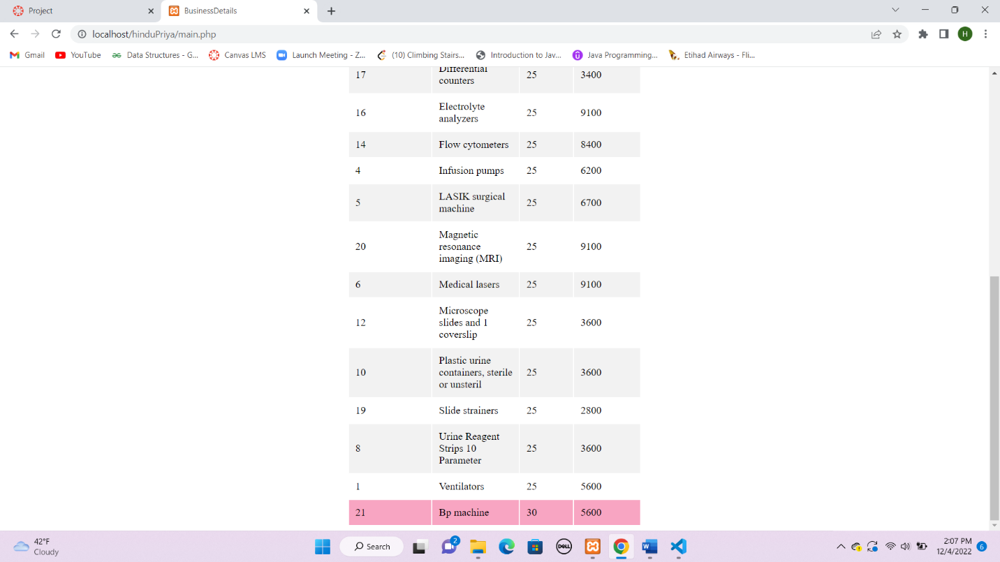 Project
BusinessDetails
localhost/hinduPriya/main.php
H
Gmail
YouTube
Data Structures - G...
Canvas LMS
Launch Meeting - Z...
(10) Climbing Stairs...
Introduction to Jav...
Java Programming...
Etihad Airways - Fli...
17 Differential 25 3400
counters
16 Electrolyte 25 9100
analyzers
14 Flow cytometers 25 8400
4 Infusion pumps 25 6200
5 LASIK surgical 25 6700
machine
20 Magnetic 25 9100
resonance
imaging (MRI)
6 Medical lasers 25 9100
12 Microscope 25 3600
slides and 1
coverslip
10 Plastic urine 25 3600
containers, sterile
or unsteril
19 Slide strainers 25 2800
8 Urine Reagent 25 3600
Strips 10
Parameter
1 Ventilators 25 5600
21 Bp machine 30 5600
42°F
Cloudy
Search
2
DELL
W
2:07 PM
12/4/2022
6